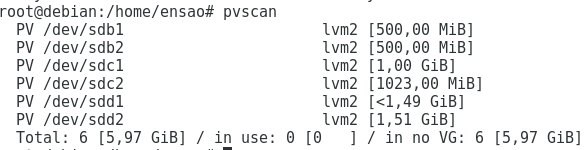 root@debian:/home/ensao# pvscan
  PV /dev/sdb1                      lvm2 [500,00 MiB]
  PV /dev/sdb2                      lvm2 [500,00 MiB]
  PV /dev/sdc1                      lvm2 [1,00 GiB]
  PV /dev/sdc2                      lvm2 [1023,00 MiB]
  PV /dev/sdd1                      lvm2 [<1,49 GiB]
  PV /dev/sdd2                      lvm2 [1,51 GiB]
  Total: 6 [5,97 GiB] / in use: 0 [0   ] / in no VG: 6 [5,97 GiB]